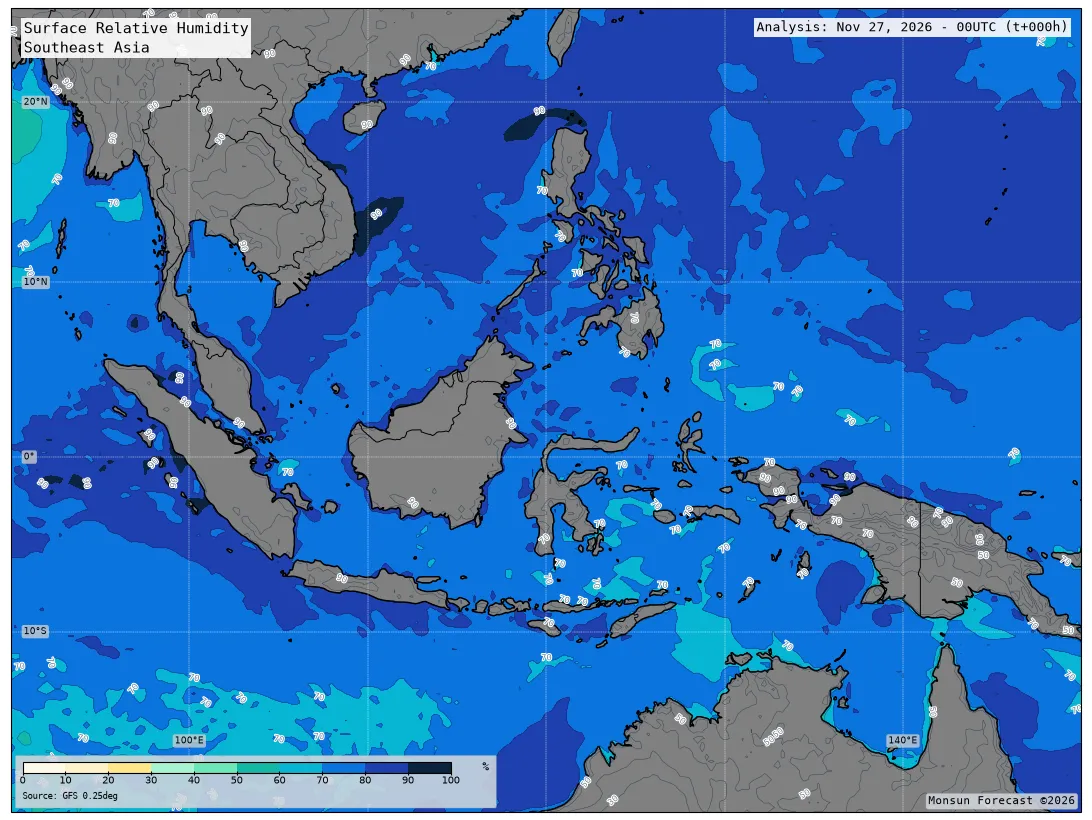 Surface Relative Humidity
Southeast Asia
Analysis: Nov 27, 2026 - 00UTC (t+000h)
20°N
10°N
0°
10°S
100°E
140°E
0 10 20 30 40 50 60 70 80 90 100
%
Source: GFS 0.25deg
Monsun Forecast ©2026